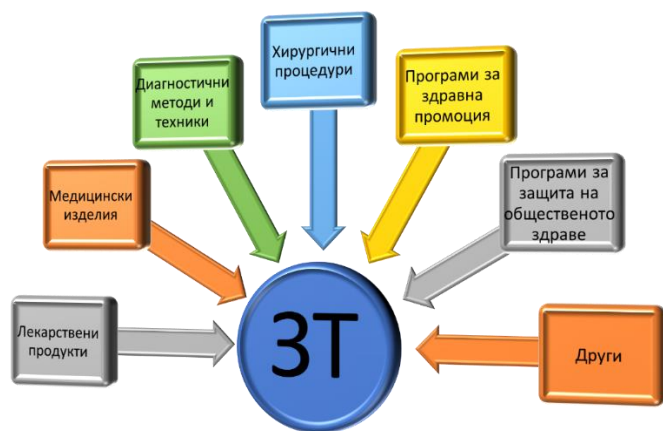 Лекарствени
продукти
Медицински
изделия
Диагностични
методи и
техники
Хирургични
процедури
Програми за
здравна
промоция
Програми за
защита на
общественото
здраве
Други
ЗТ